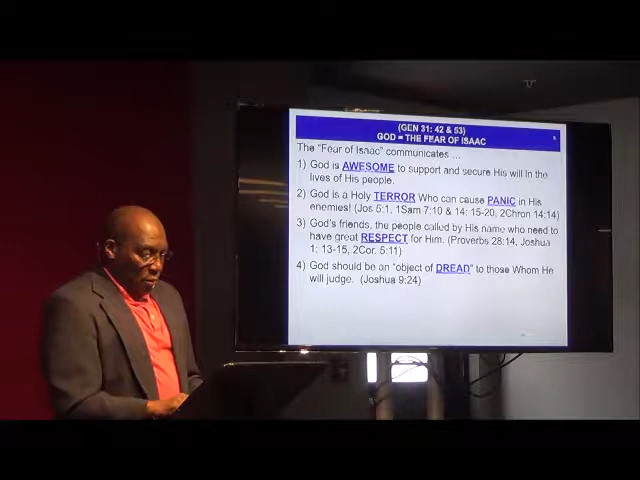 (GEN 31: 42 & 53)
GOD = THE FEAR OF ISAAC
The "Fear of Isaac" communicates ...
1) God is AWESOME to support and secure His will in the
lives of His people.
2) God is a Holy TERROR Who can cause PANIC in His
enemies! (Jos 5:1, 1Sam 7:10 & 14: 15-20, 2Chron 14:14)
3) God's friends, the people called by His name who need to
have great RESPECT for Him. (Proverbs 28:14, Joshua
1: 13-15, 2Cor. 5:11)
4) God should be an "object of DREAD" to those Whom He
will judge. (Joshua 9:24)